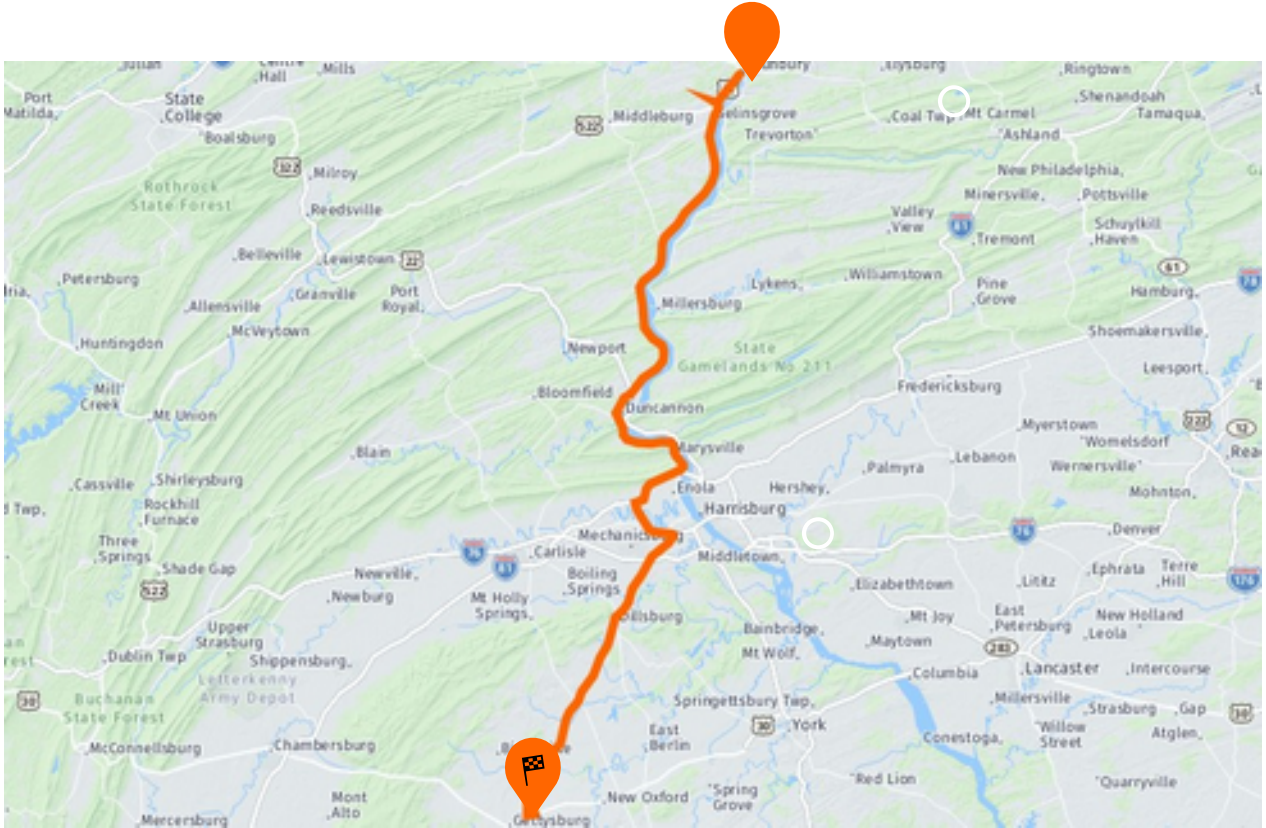 Mills
Hall
Ringtown
Port
Matilda,
State
College
Shenandoah
Tamaqua,
Middleburg
522
Trevorton
Mt Carmel
Ashland
Boalsburg
322
Milroy
New Philadelphia,
Rothrock
State Forest
Minersville,
Pottsville
Reedsville
Valley
View
81
Schuylkill
Haven
Tremont
Belleville
Lewistown
22
61
Petersburg
Williamstown
Lykens,
Pine
Grove
78
Granville
Port
Royal,
Hamburg,
Allensville
Millersburg
McVeytown
Shoemakersville,
Huntingdon
Newport
State
Gamelands No 211
Leesport,
Fredericksburg
Mill
Creek
Bloomfield
Duncannon
Mt Union
222
12
Myerstown
Womelsdorf
Marysville
Blain
Lebanon
Wernersville
Palmyra
Cassville
Shirleysburg
Enola
Hershey,
Mohnton,
Rockhill
Furnace
Harrisburg
76
Denver
Three
Springs
76
Carlisle
Middletown,
81
Shade Gap
Newville,
Boiling
Springs
Ephrata
Terre
Hill
176
Elizabethtown
Lititz
522
Newburg
Mt Holly
Springs,
Mt Joy
East
Petersburg
New Holland
Leola
Upper
Strasburg
Bainbridge,
Maytown
283
Dublin Twp
Shippensburg,
Mt Wolf,
Lancaster
Intercourse
Columbia
Letterkenny
Army Depot
30
Buchanan
State Forest
Springettsbury Twp,
Millersville
Strasburg
Gap
30
30
York
Willow
Street
Atglen,
East
Berlin
Conestoga,
McConnellsburg
Chambersburg
Red Lion
Quarryville
Mont
Alto
New Oxford
Spring
Grove
Mercersburg
Gettysburg